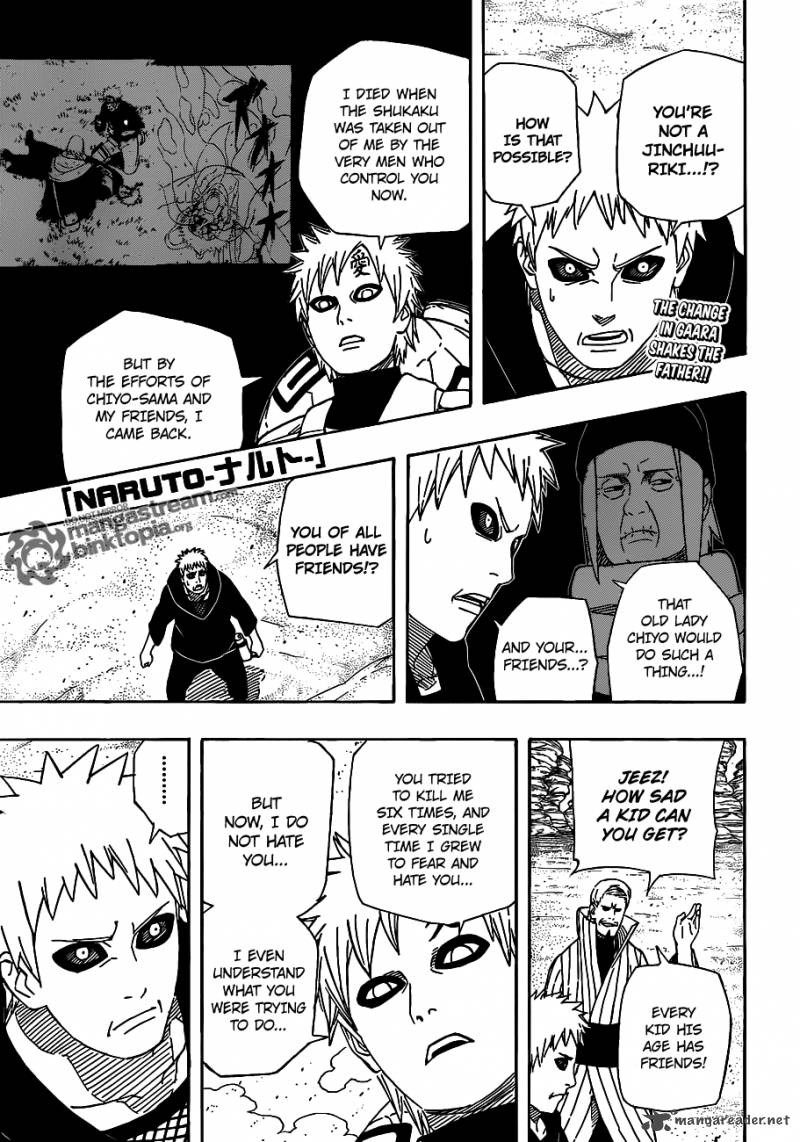 YOU'RE
NOT A
JINCHUU-
RIKI...!?
HOW
IS THAT
POSSIBLE?
THE CHANGE
IN GAARA
SHAKES THE
FATHER!!
I DIED WHEN
THE SHUKAKU
WAS TAKEN OUT
OF ME BY THE
VERY MEN WHO
CONTROL YOU
NOW.
愛
BUT BY
THE EFFORTS OF
CHIYO-SAMA AND
MY FRIENDS, I
CAME BACK.
「NARUTO-ナルト-」
mangastream.com
binktopia.org
THAT
OLD LADY
CHIYO WOULD
DO SUCH A
THING...!
AND YOUR...
FRIENDS...?
YOU OF ALL
PEOPLE HAVE
FRIENDS!?
JEEZ!
HOW SAD
A KID CAN
YOU GET?
EVERY
KID HIS
AGE HAS
FRIENDS!
YOU TRIED
TO KILL ME
SIX TIMES, AND
EVERY SINGLE
TIME I GREW
TO FEAR AND
HATE YOU...
BUT
NOW, I DO
NOT HATE
YOU...
I EVEN
UNDERSTAND
WHAT YOU
WERE TRYING
TO DO...
.........
mangareader.net